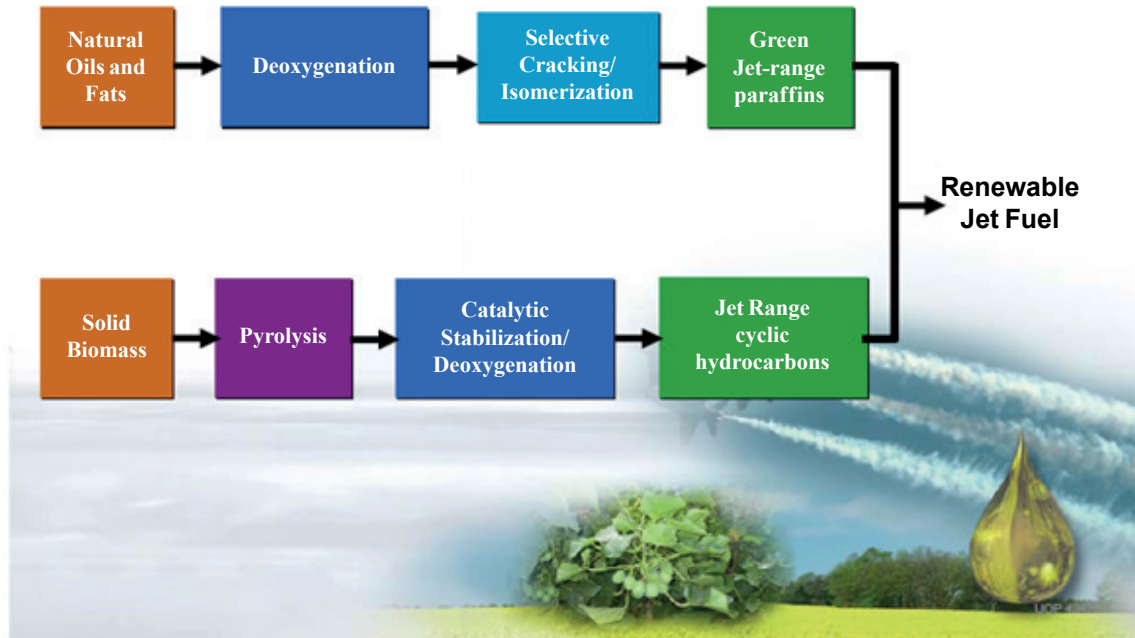 Natural
Oils and
Fats
Deoxygenation
Selective
Cracking/
Isomerization
Green
Jet-range
paraffins
Renewable
Jet Fuel
Solid
Biomass
Pyrolysis
Catalytic
Stabilization/
Deoxygenation
Jet Range
cyclic
hydrocarbons
UOP